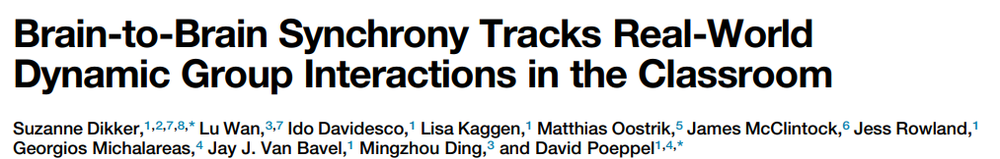 Brain-to-Brain Synchrony Tracks Real-World
Dynamic Group Interactions in the Classroom
Suzanne Dikker,1,2,7,8,* Lu Wan,3,7 Ido Davidesco,1 Lisa Kaggen,1 Matthias Oostrik,5 James McClintock,6 Jess Rowland,1
Georgios Michalareas,4 Jay J. Van Bavel,1 Mingzhou Ding,3 and David Poeppel1,4,*